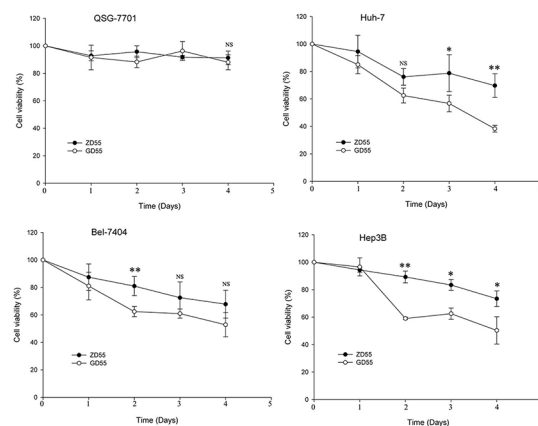 QSG-7701
120
100
80
60
40
20
0
Cell viability (%)
NS
ZD55
GD55
0 1 2 3 4 5
Time (Days)
Huh-7
120
100
80
60
40
20
0
Cell viability (%)
NS
*
**
ZD55
GD55
0 1 2 3 4
Time (Days)
Bel-7404
120
100
80
60
40
20
0
Cell viability (%)
**
NS
NS
ZD55
GD55
0 1 2 3 4 5
Time (Days)
Hep3B
120
100
80
60
40
20
0
Cell viability (%)
**
*
*
ZD55
GD55
0 1 2 3 4
Time (Days)